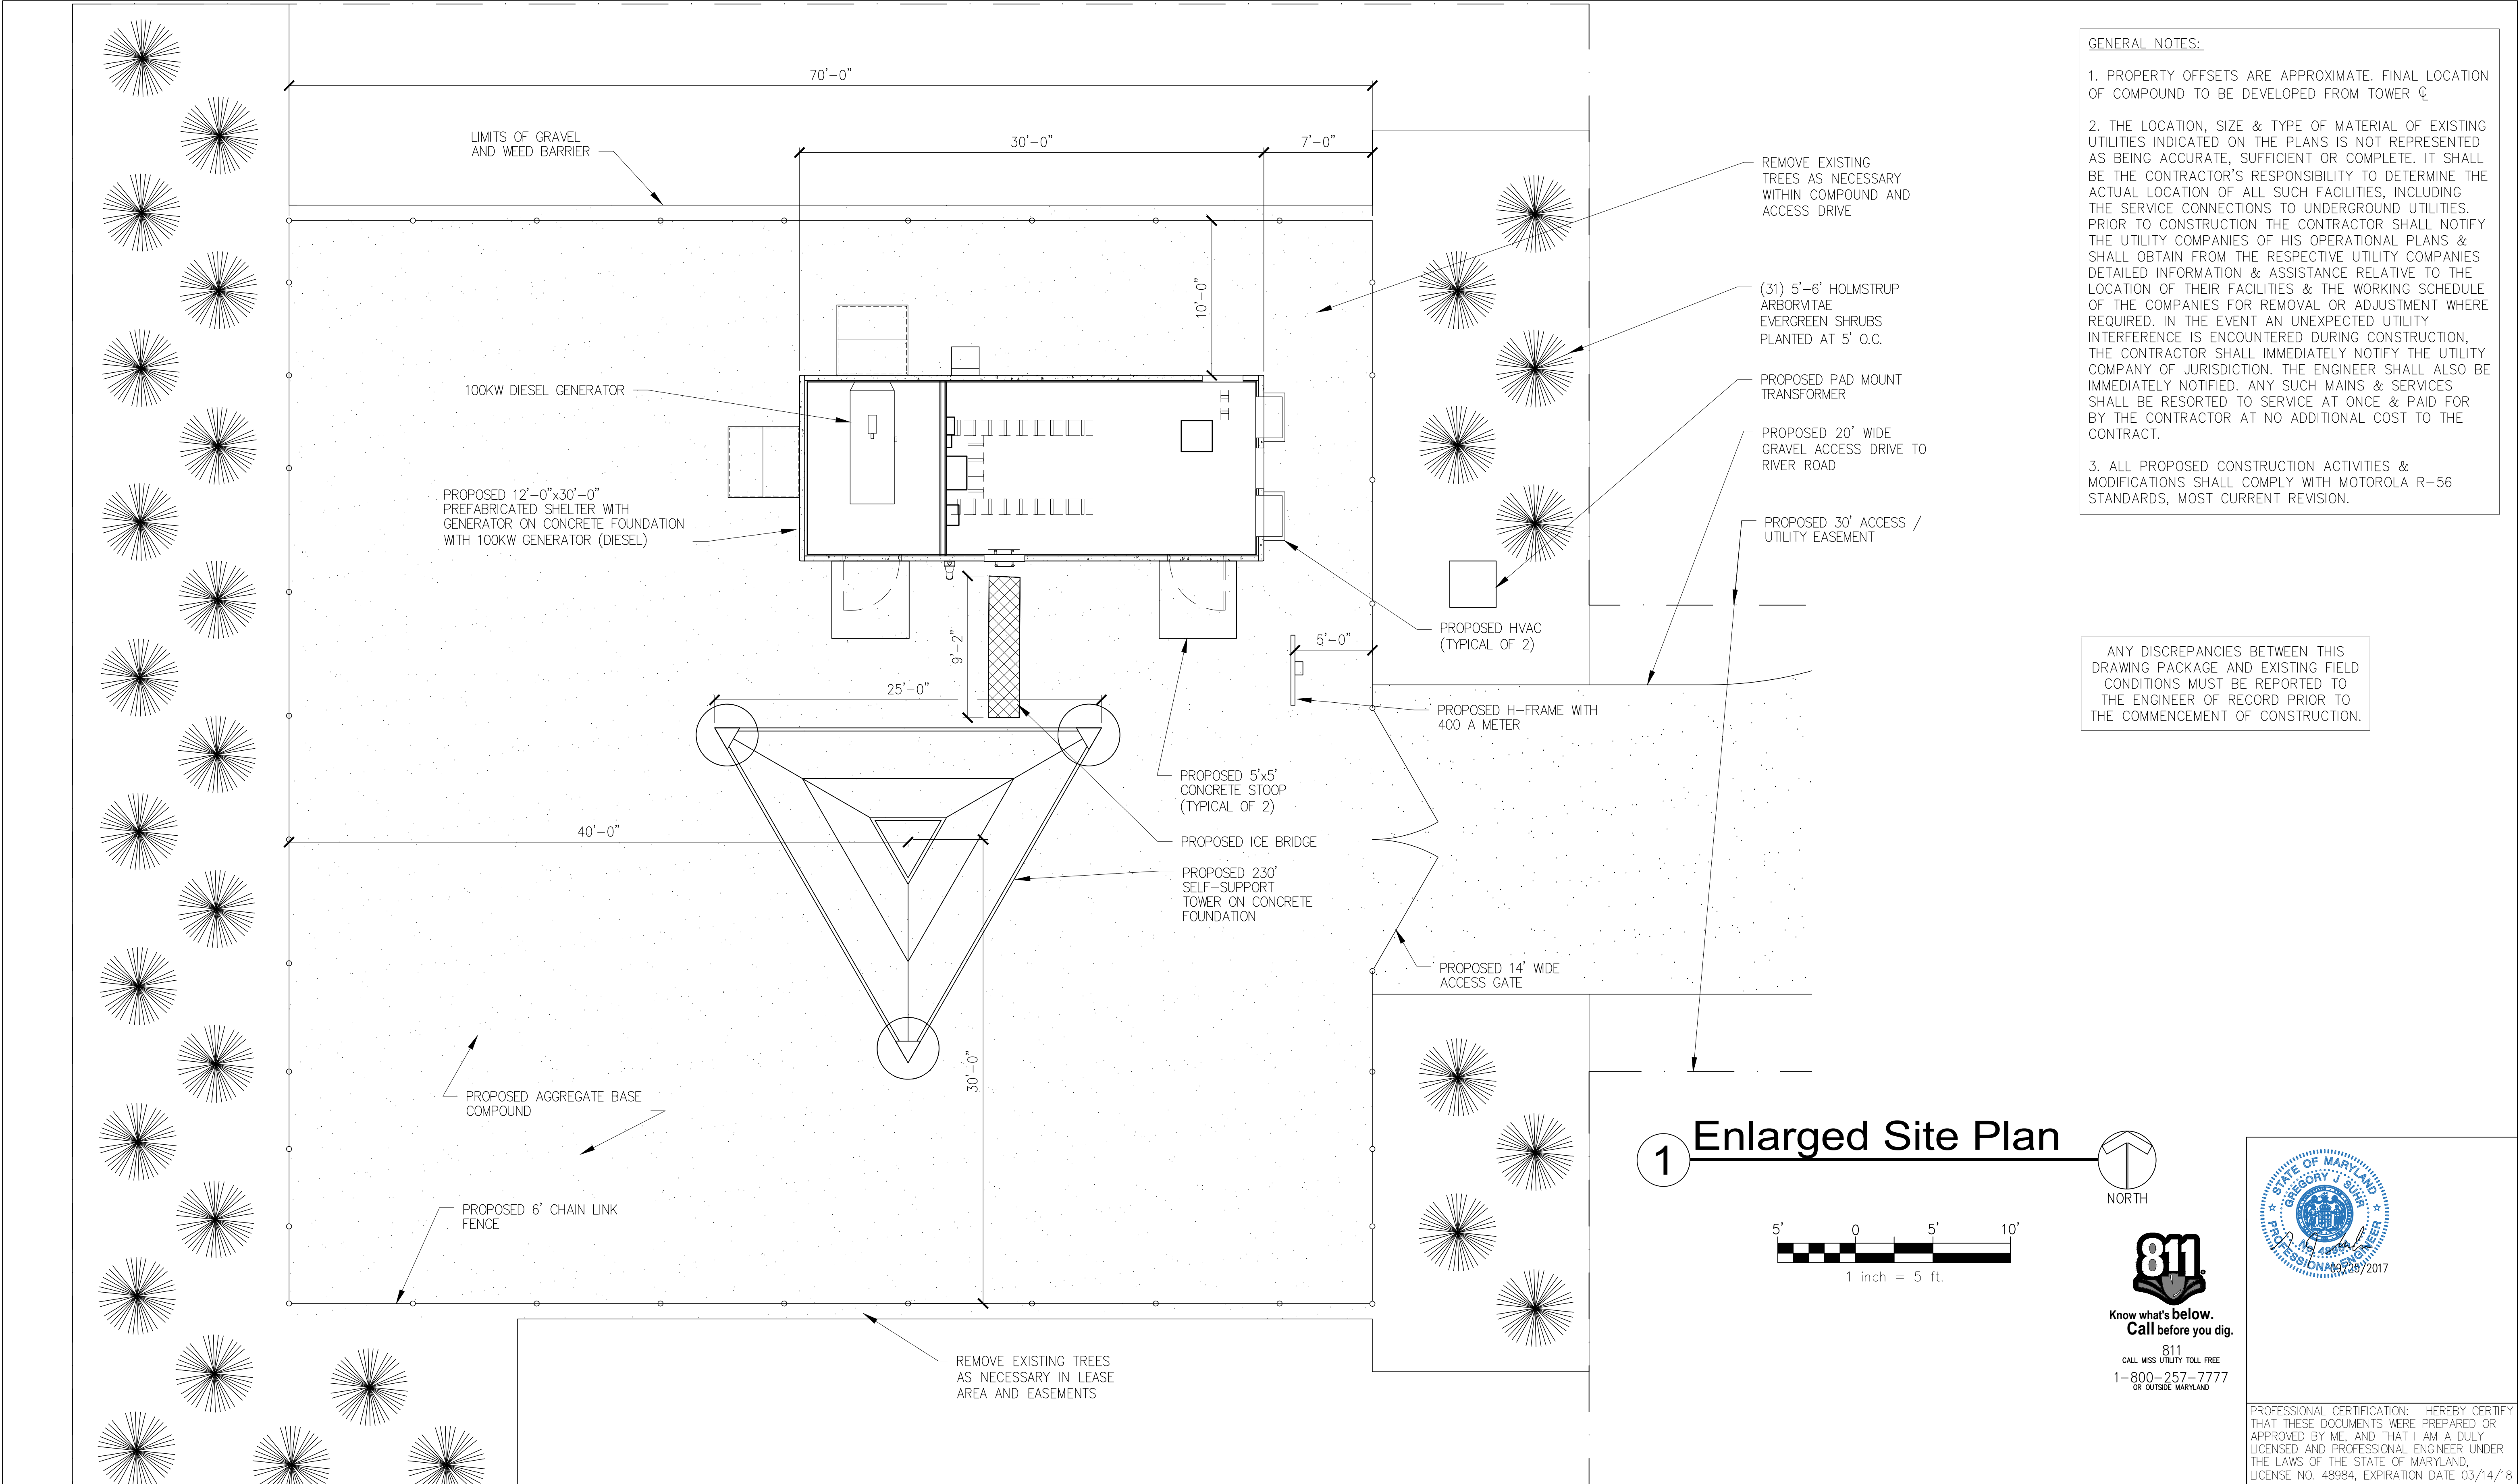 70'-0"
LIMITS OF GRAVEL
AND WEED BARRIER
30'-0"
7'-0"
10'-0"
100KW DIESEL GENERATOR
PROPOSED 12'-0"x30'-0"
PREFABRICATED SHELTER WITH
GENERATOR ON CONCRETE FOUNDATION
WITH 100KW GENERATOR (DIESEL)
9'-2"
25'-0"
5'-0"
40'-0"
30'-0"
REMOVE EXISTING
TREES AS NECESSARY
WITHIN COMPOUND AND
ACCESS DRIVE
(31) 5'-6' HOLMSTRUP
ARBORVITAE
EVERGREEN SHRUBS
PLANTED AT 5' O.C.
PROPOSED PAD MOUNT
TRANSFORMER
PROPOSED 20' WIDE
GRAVEL ACCESS DRIVE TO
RIVER ROAD
PROPOSED 30' ACCESS /
UTILITY EASEMENT
PROPOSED HVAC
(TYPICAL OF 2)
PROPOSED H-FRAME WITH
400 A METER
PROPOSED 5'x5'
CONCRETE STOOP
(TYPICAL OF 2)
PROPOSED ICE BRIDGE
PROPOSED 230'
SELF-SUPPORT
TOWER ON CONCRETE
FOUNDATION
PROPOSED 14' WIDE
ACCESS GATE
PROPOSED AGGREGATE BASE
COMPOUND
PROPOSED 6' CHAIN LINK
FENCE
REMOVE EXISTING TREES
AS NECESSARY IN LEASE
AREA AND EASEMENTS
GENERAL NOTES:
1. PROPERTY OFFSETS ARE APPROXIMATE. FINAL LOCATION
OF COMPOUND TO BE DEVELOPED FROM TOWER ℄
2. THE LOCATION, SIZE & TYPE OF MATERIAL OF EXISTING
UTILITIES INDICATED ON THE PLANS IS NOT REPRESENTED
AS BEING ACCURATE, SUFFICIENT OR COMPLETE. IT SHALL
BE THE CONTRACTOR'S RESPONSIBILITY TO DETERMINE THE
ACTUAL LOCATION OF ALL SUCH FACILITIES, INCLUDING
THE SERVICE CONNECTIONS TO UNDERGROUND UTILITIES.
PRIOR TO CONSTRUCTION THE CONTRACTOR SHALL NOTIFY
THE UTILITY COMPANIES OF HIS OPERATIONAL PLANS &
SHALL OBTAIN FROM THE RESPECTIVE UTILITY COMPANIES
DETAILED INFORMATION & ASSISTANCE RELATIVE TO THE
LOCATION OF THEIR FACILITIES & THE WORKING SCHEDULE
OF THE COMPANIES FOR REMOVAL OR ADJUSTMENT WHERE
REQUIRED. IN THE EVENT AN UNEXPECTED UTILITY
INTERFERENCE IS ENCOUNTERED DURING CONSTRUCTION,
THE CONTRACTOR SHALL IMMEDIATELY NOTIFY THE UTILITY
COMPANY OF JURISDICTION. THE ENGINEER SHALL ALSO BE
IMMEDIATELY NOTIFIED. ANY SUCH MAINS & SERVICES
SHALL BE RESORTED TO SERVICE AT ONCE & PAID FOR
BY THE CONTRACTOR AT NO ADDITIONAL COST TO THE
CONTRACT.
3. ALL PROPOSED CONSTRUCTION ACTIVITIES &
MODIFICATIONS SHALL COMPLY WITH MOTOROLA R-56
STANDARDS, MOST CURRENT REVISION.
ANY DISCREPANCIES BETWEEN THIS
DRAWING PACKAGE AND EXISTING FIELD
CONDITIONS MUST BE REPORTED TO
THE ENGINEER OF RECORD PRIOR TO
THE COMMENCEMENT OF CONSTRUCTION.
1 Enlarged Site Plan
NORTH
5' 0 5' 10'
1 inch = 5 ft.
811
Know what's below.
Call before you dig.
811
CALL MISS UTILITY TOLL FREE
1-800-257-7777
OR OUTSIDE MARYLAND
STATE OF MARYLAND
GREGORY J SUHR
NO. 48984
PROFESSIONAL ENGINEER
09/25/2017
PROFESSIONAL CERTIFICATION: I HEREBY CERTIFY
THAT THESE DOCUMENTS WERE PREPARED OR
APPROVED BY ME, AND THAT I AM A DULY
LICENSED AND PROFESSIONAL ENGINEER UNDER
THE LAWS OF THE STATE OF MARYLAND,
LICENSE NO. 48984, EXPIRATION DATE 03/14/18